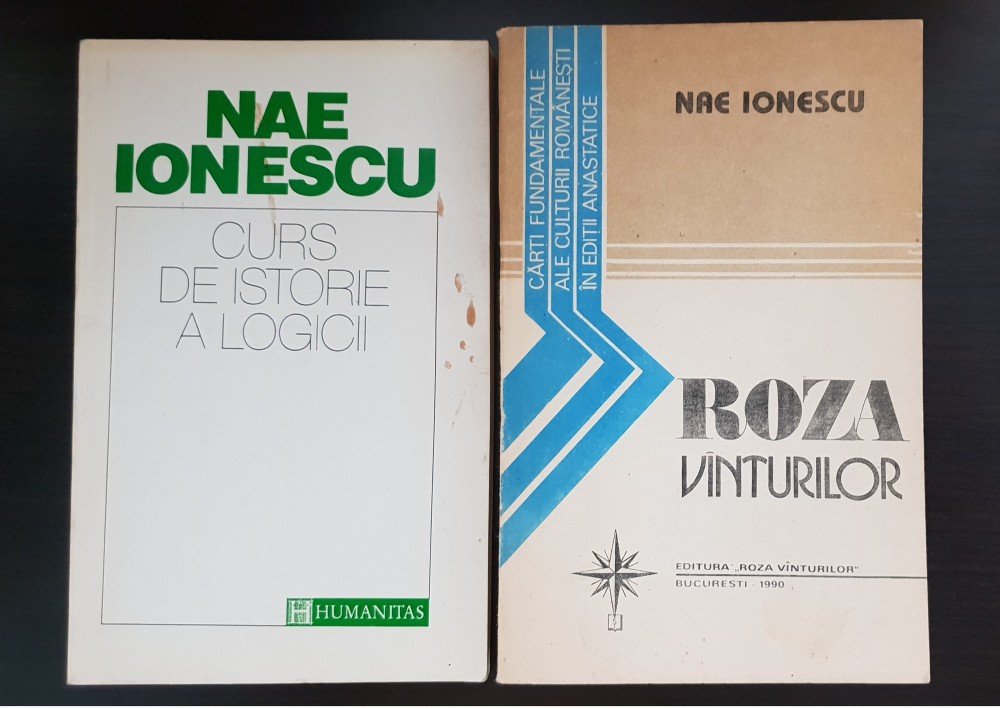 NAE
IONESCU
CURS
DE ISTORIE
A LOGICII
HUMANITAS
CĂRȚI FUNDAMENTALE
ALE CULTURII ROMÂNEȘTI
ÎN EDIȚII ANASTATICE
NAE IONESCU
ROZA
VÎNTURILOR
EDITURA „ROZA VÎNTURILOR"
BUCUREȘTI - 1990